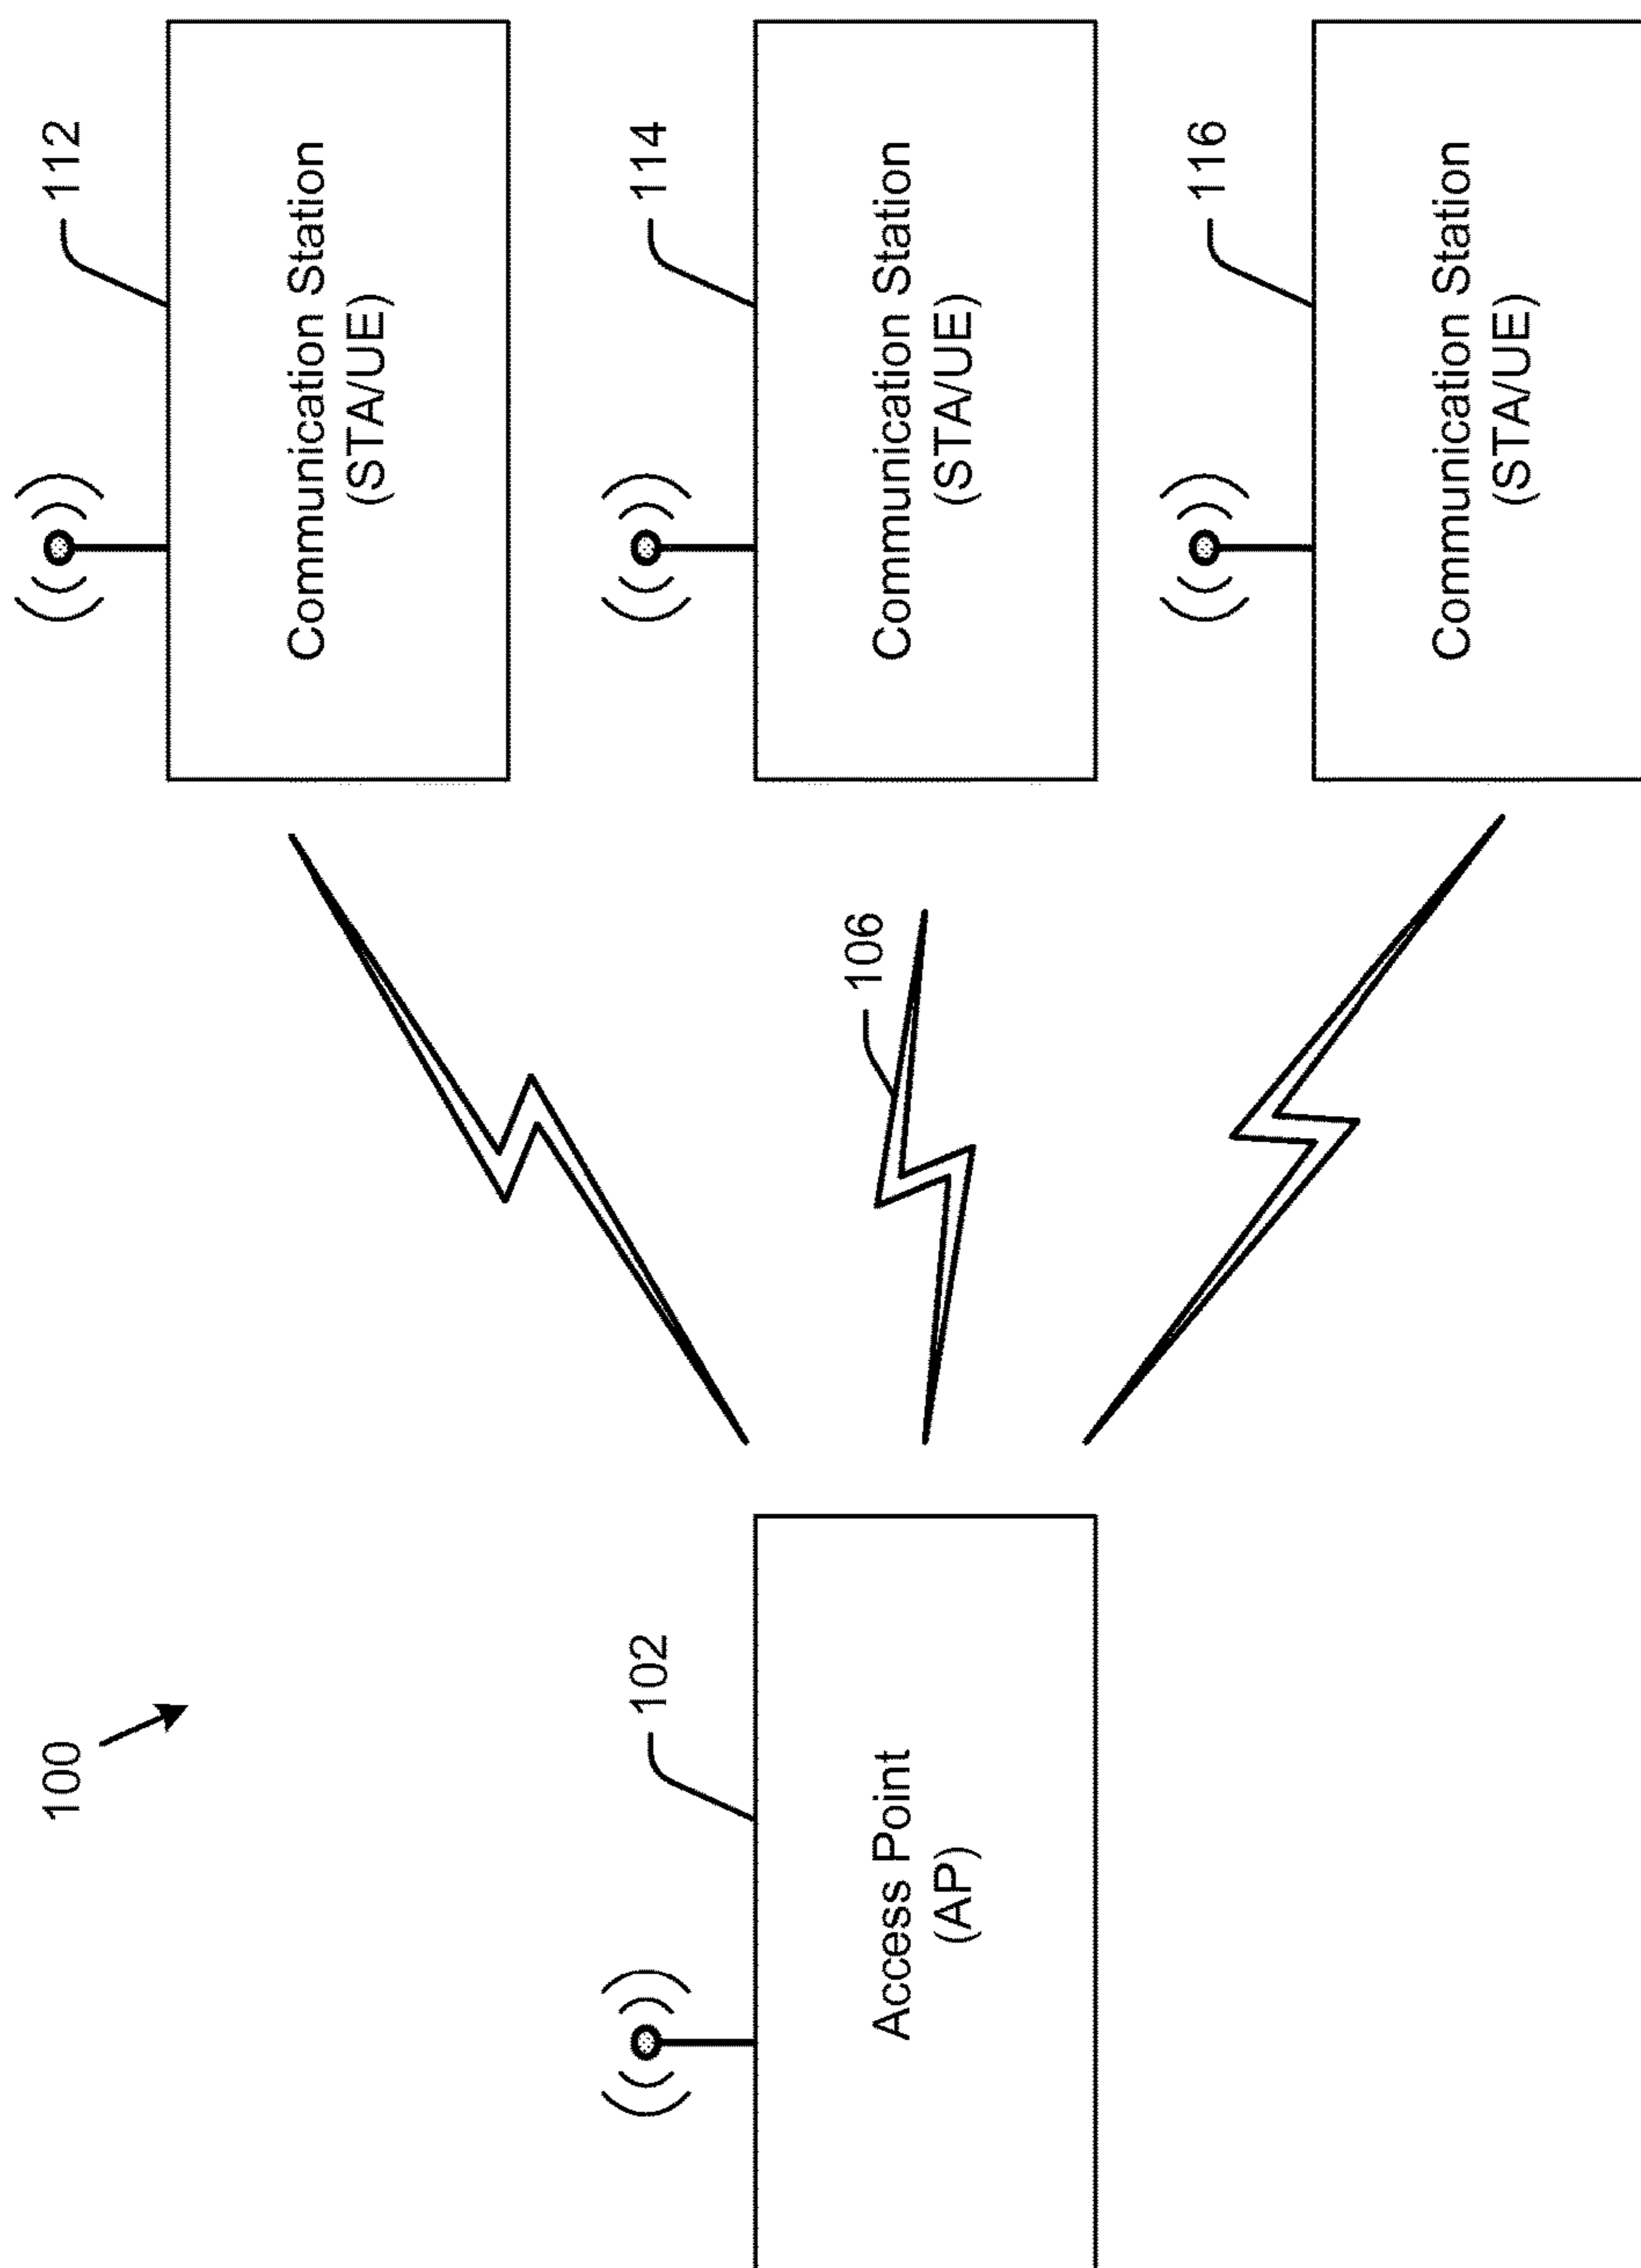 100
102
Access Point
(AP)
106
112
Communication Station
(STA/UE)
114
Communication Station
(STA/UE)
116
Communication Station
(STA/UE)